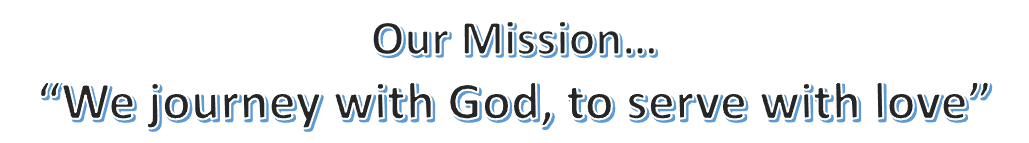 Our Mission...
“We journey with God, to serve with love”